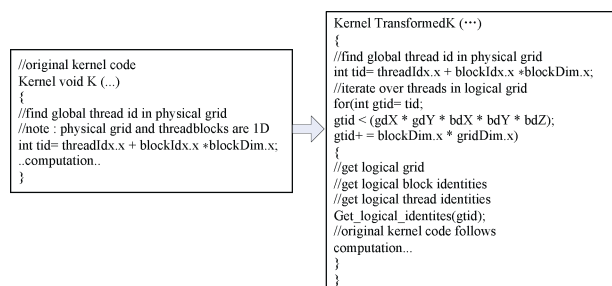 //original kernel code
Kernel void K (...)
{
//find global thread id in physical grid
//note : physical grid and threadblocks are 1D
int tid= threadIdx.x + blockIdx.x *blockDim.x;
..computation..
}
Kernel TransformedK (···)
{
//find global thread id in physical grid
int tid= threadIdx.x + blockIdx.x *blockDim.x;
//iterate over threads in logical grid
for(int gtid= tid;
gtid < (gdX * gdY * bdX * bdY * bdZ);
gtid+ = blockDim.x * gridDim.x)
{
//get logical grid
//get logical block identities
//get logical thread identities
Get_logical_identites(gtid);
//original kernel code follows
computation...
}
}